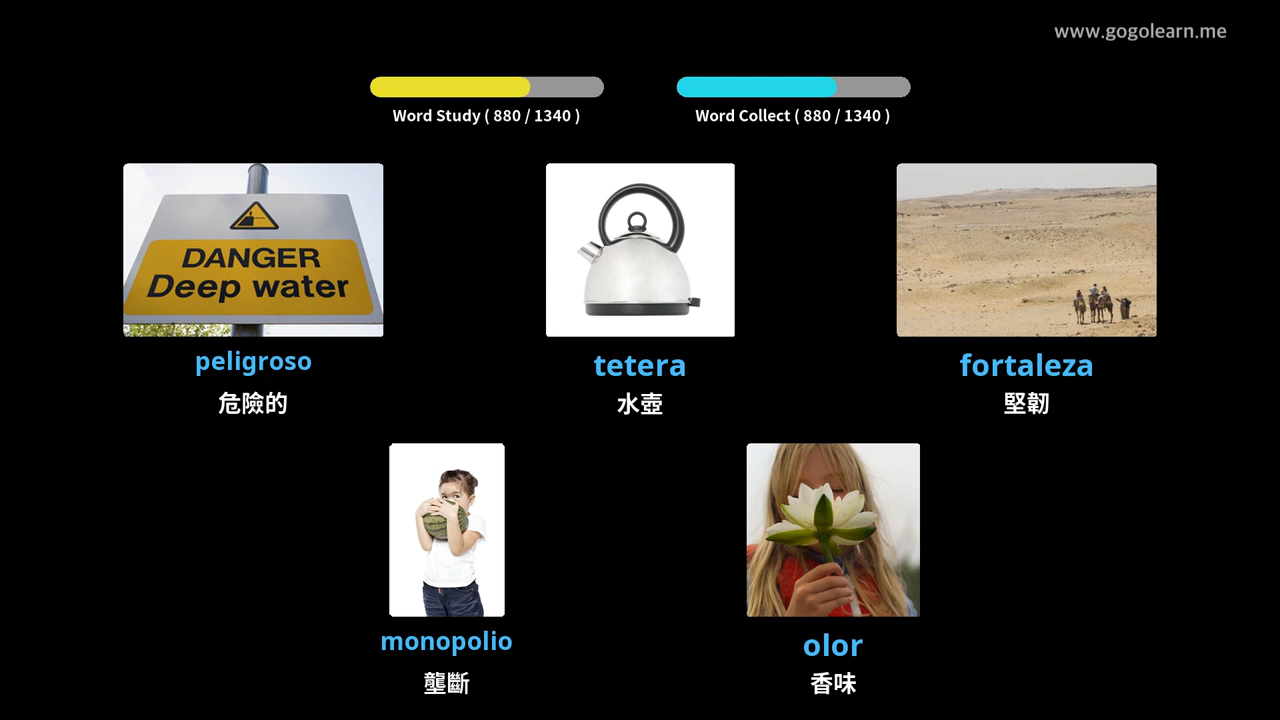 www.gogolearn.me
Word Study ( 880 / 1340 )
Word Collect ( 880 / 1340 )
DANGER
Deep water
peligroso
危險的
tetera
水壺
fortaleza
堅韌
monopolio
壟斷
olor
香味